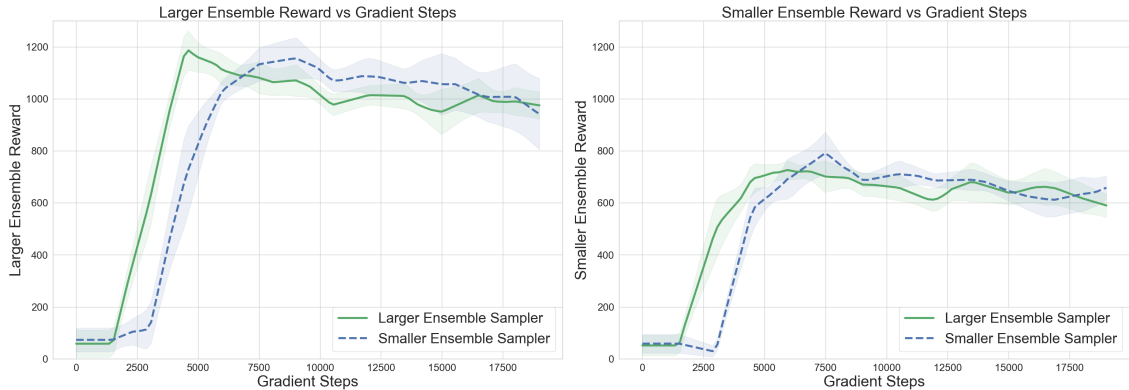 Larger Ensemble Reward vs Gradient Steps
Larger Ensemble Reward
1200
1000
800
600
400
200
0
0 2500 5000 7500 10000 12500 15000 17500
Gradient Steps
Larger Ensemble Sampler
Smaller Ensemble Sampler
Smaller Ensemble Reward vs Gradient Steps
Smaller Ensemble Reward
1200
1000
800
600
400
200
0
0 2500 5000 7500 10000 12500 15000 17500
Gradient Steps
Larger Ensemble Sampler
Smaller Ensemble Sampler